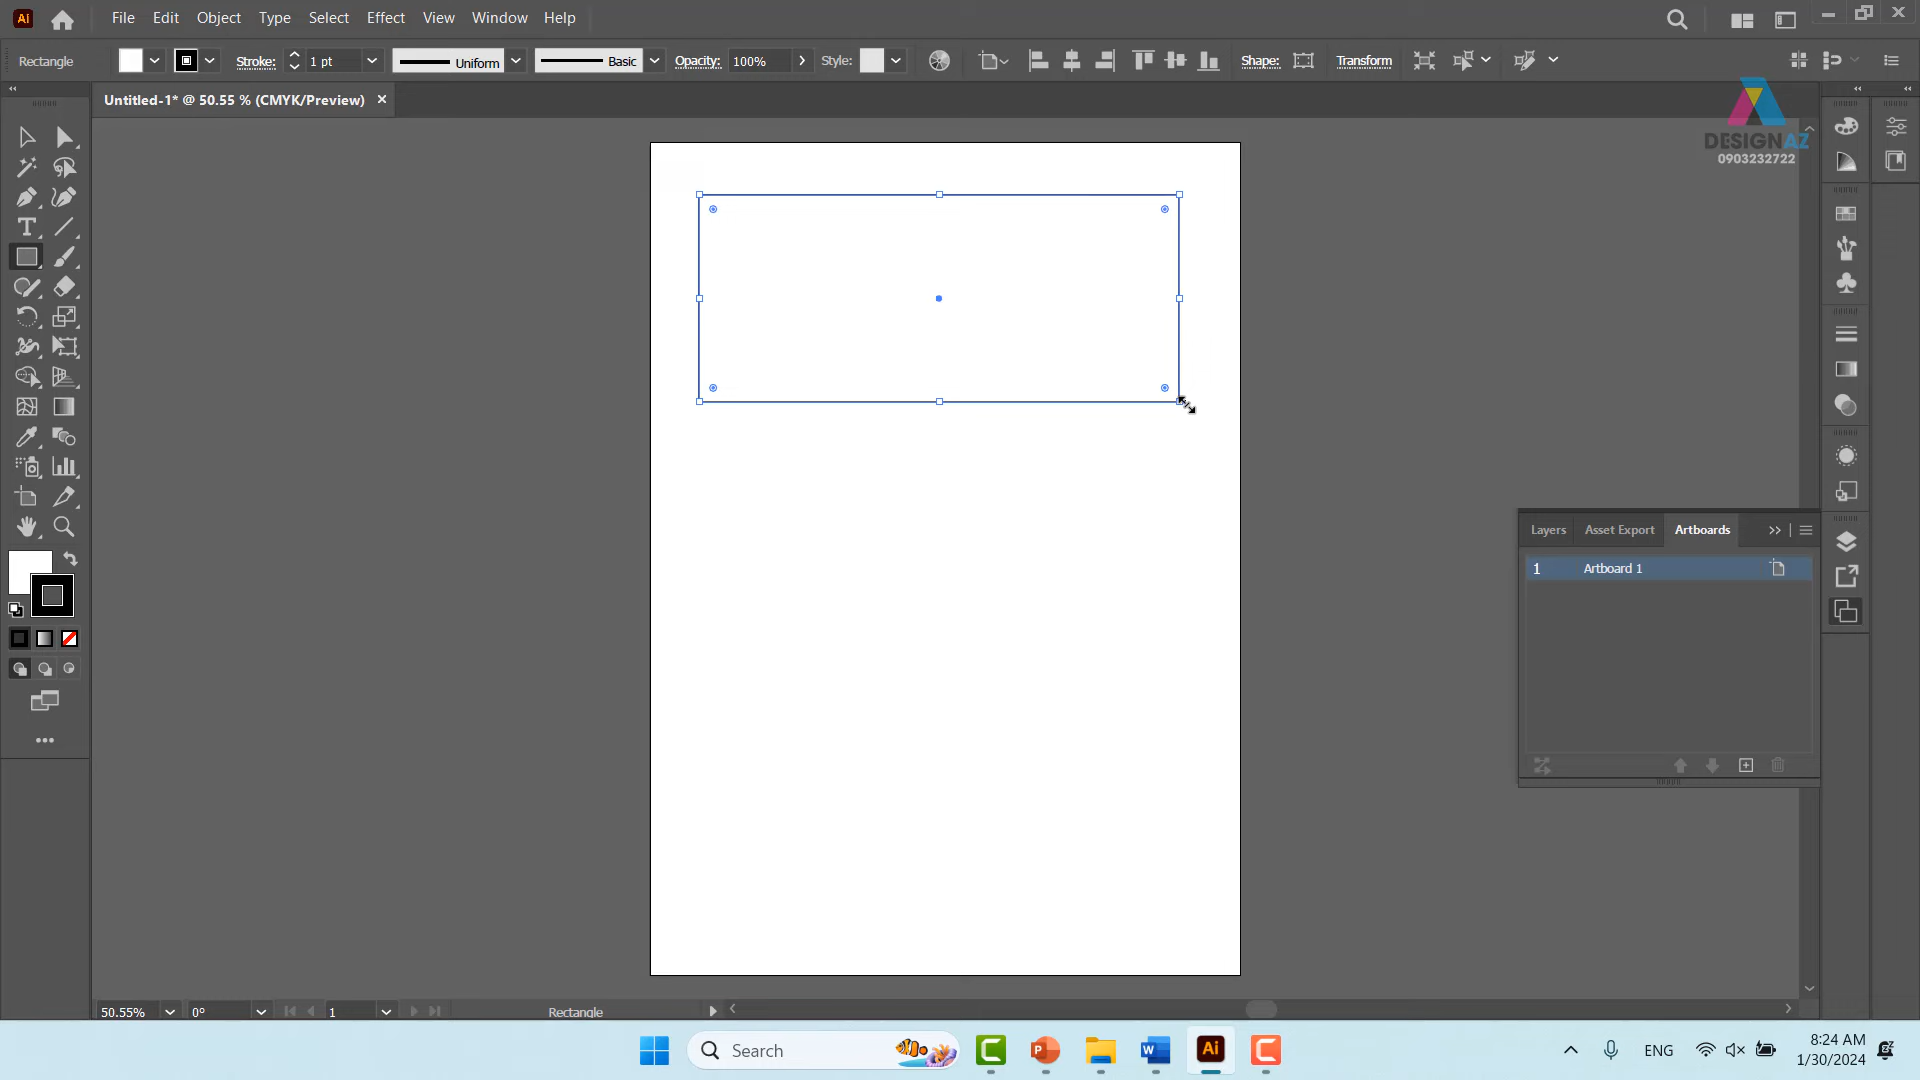 Ai File Edit Object Type Select Effect View Window Help
Rectangle Stroke: 1 pt Uniform Basic Opacity: 100% Style: Shape: Transform
Untitled-1* @ 50.55 % (CMYK/Preview) ×
DESIGNAZ
0903232722
Layers Asset Export Artboards
1 Artboard 1
50.55% 0° 1 Rectangle
Search
ENG
8:24 AM
1/30/2024